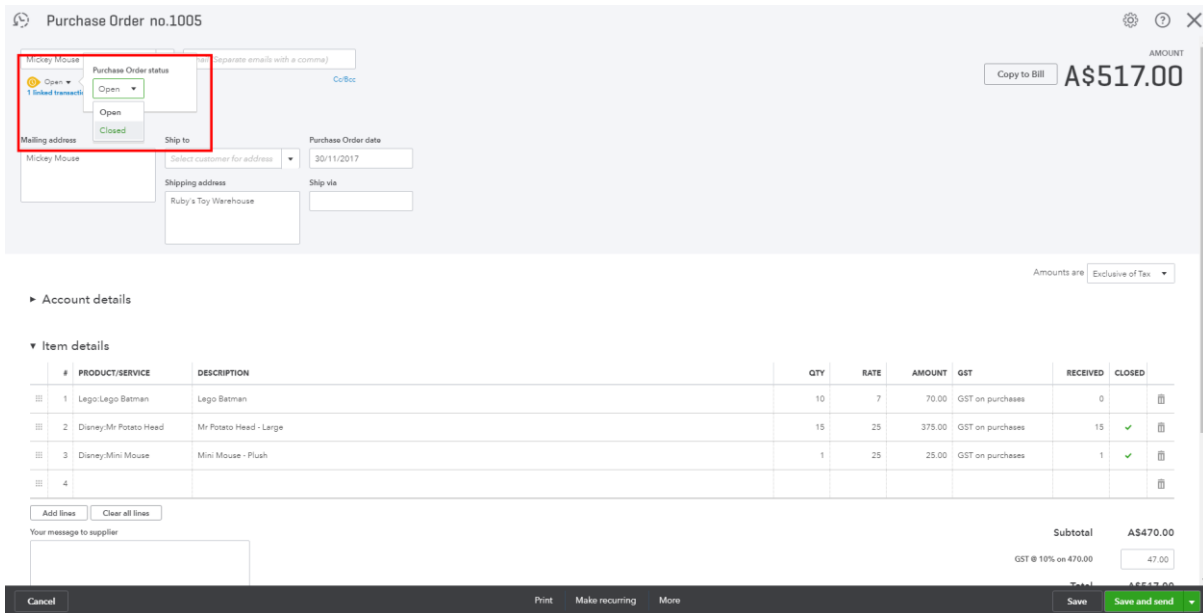 Purchase Order no.1005
AMOUNT
Mickey Mouse
(Separate emails with a comma)
Copy to Bill
A$517.00
Open
Purchase Order status
Cc/Bcc
1 linked
Open
Open
Closed
Mailing address
Ship to
Purchase Order date
Mickey Mouse
Select customer for address
30/11/2017
Shipping address
Ship via
Ruby's Toy Warehouse
Amounts are Exclusive of Tax
Account details
Item details
# PRODUCT/SERVICE DESCRIPTION QTY RATE AMOUNT GST RECEIVED CLOSED
1 Lego:Lego Batman Lego Batman 10 7 70.00 GST on purchases 0
2 Disney:Mr Potato Head Mr Potato Head - Large 15 25 375.00 GST on purchases 15
3 Disney:Mini Mouse Mini Mouse - Plush 1 25 25.00 GST on purchases 1
4
Add lines Clear all lines
Your message to supplier
Subtotal A$470.00
GST @ 10% on 470.00 47.00
Total A$517.00
Cancel Print Make recurring More Save Save and send